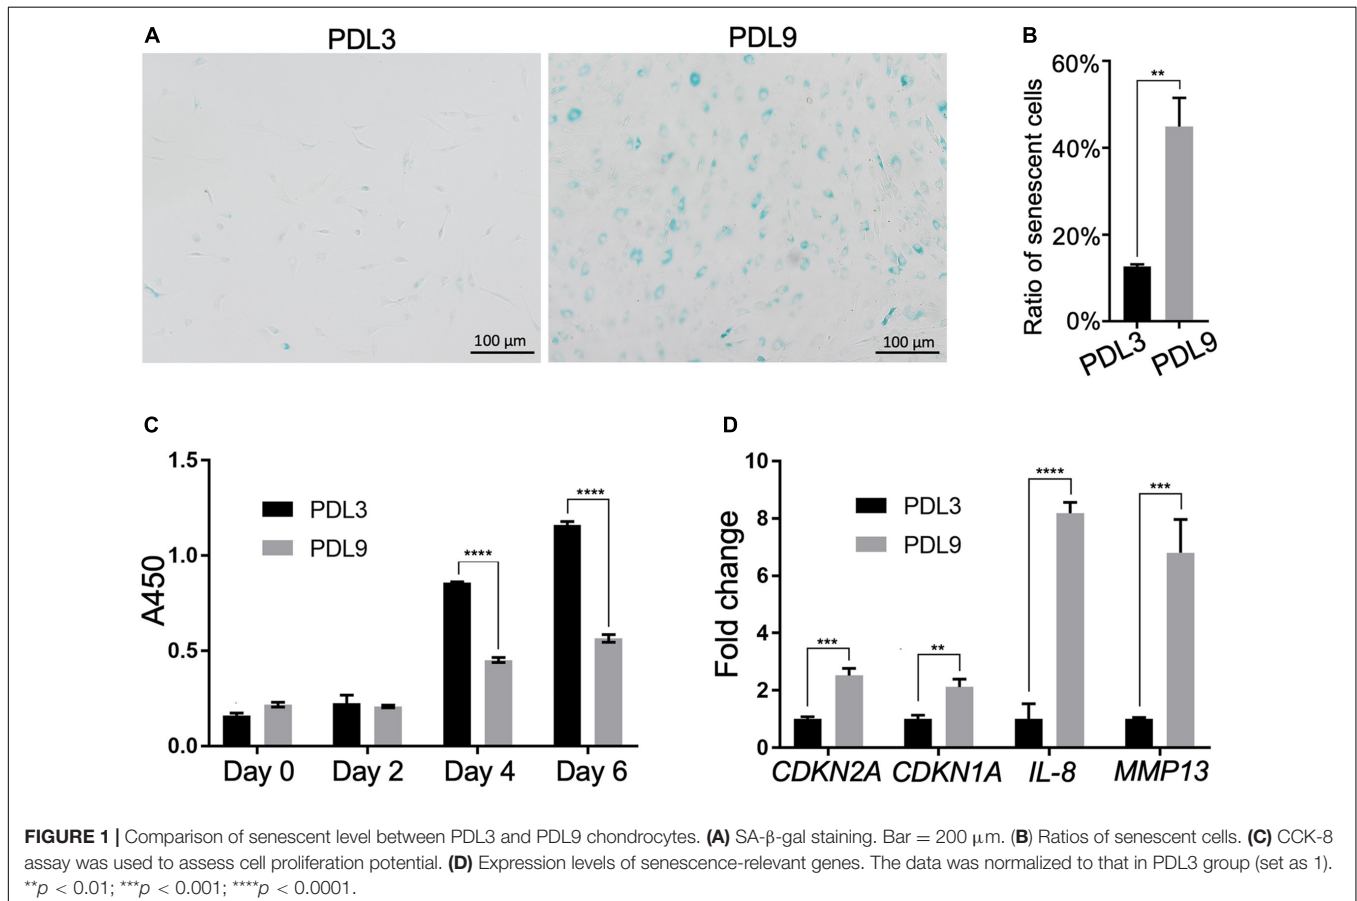 A
PDL3
PDL9
100 μm
100 μm
B
60%
40%
20%
0%
Ratio of senescent cells
**
PDL3
PDL9
C
1.5
1.0
0.5
0.0
A450
PDL3
PDL9
****
****
Day 0
Day 2
Day 4
Day 6
D
10
8
6
4
2
0
Fold change
PDL3
PDL9
***
**
****
***
CDKN2A
CDKN1A
IL-8
MMP13
FIGURE 1 | Comparison of senescent level between PDL3 and PDL9 chondrocytes. (A) SA-β-gal staining. Bar = 200 μm. (B) Ratios of senescent cells. (C) CCK-8
assay was used to assess cell proliferation potential. (D) Expression levels of senescence-relevant genes. The data was normalized to that in PDL3 group (set as 1).
**p < 0.01; ***p < 0.001; ****p < 0.0001.